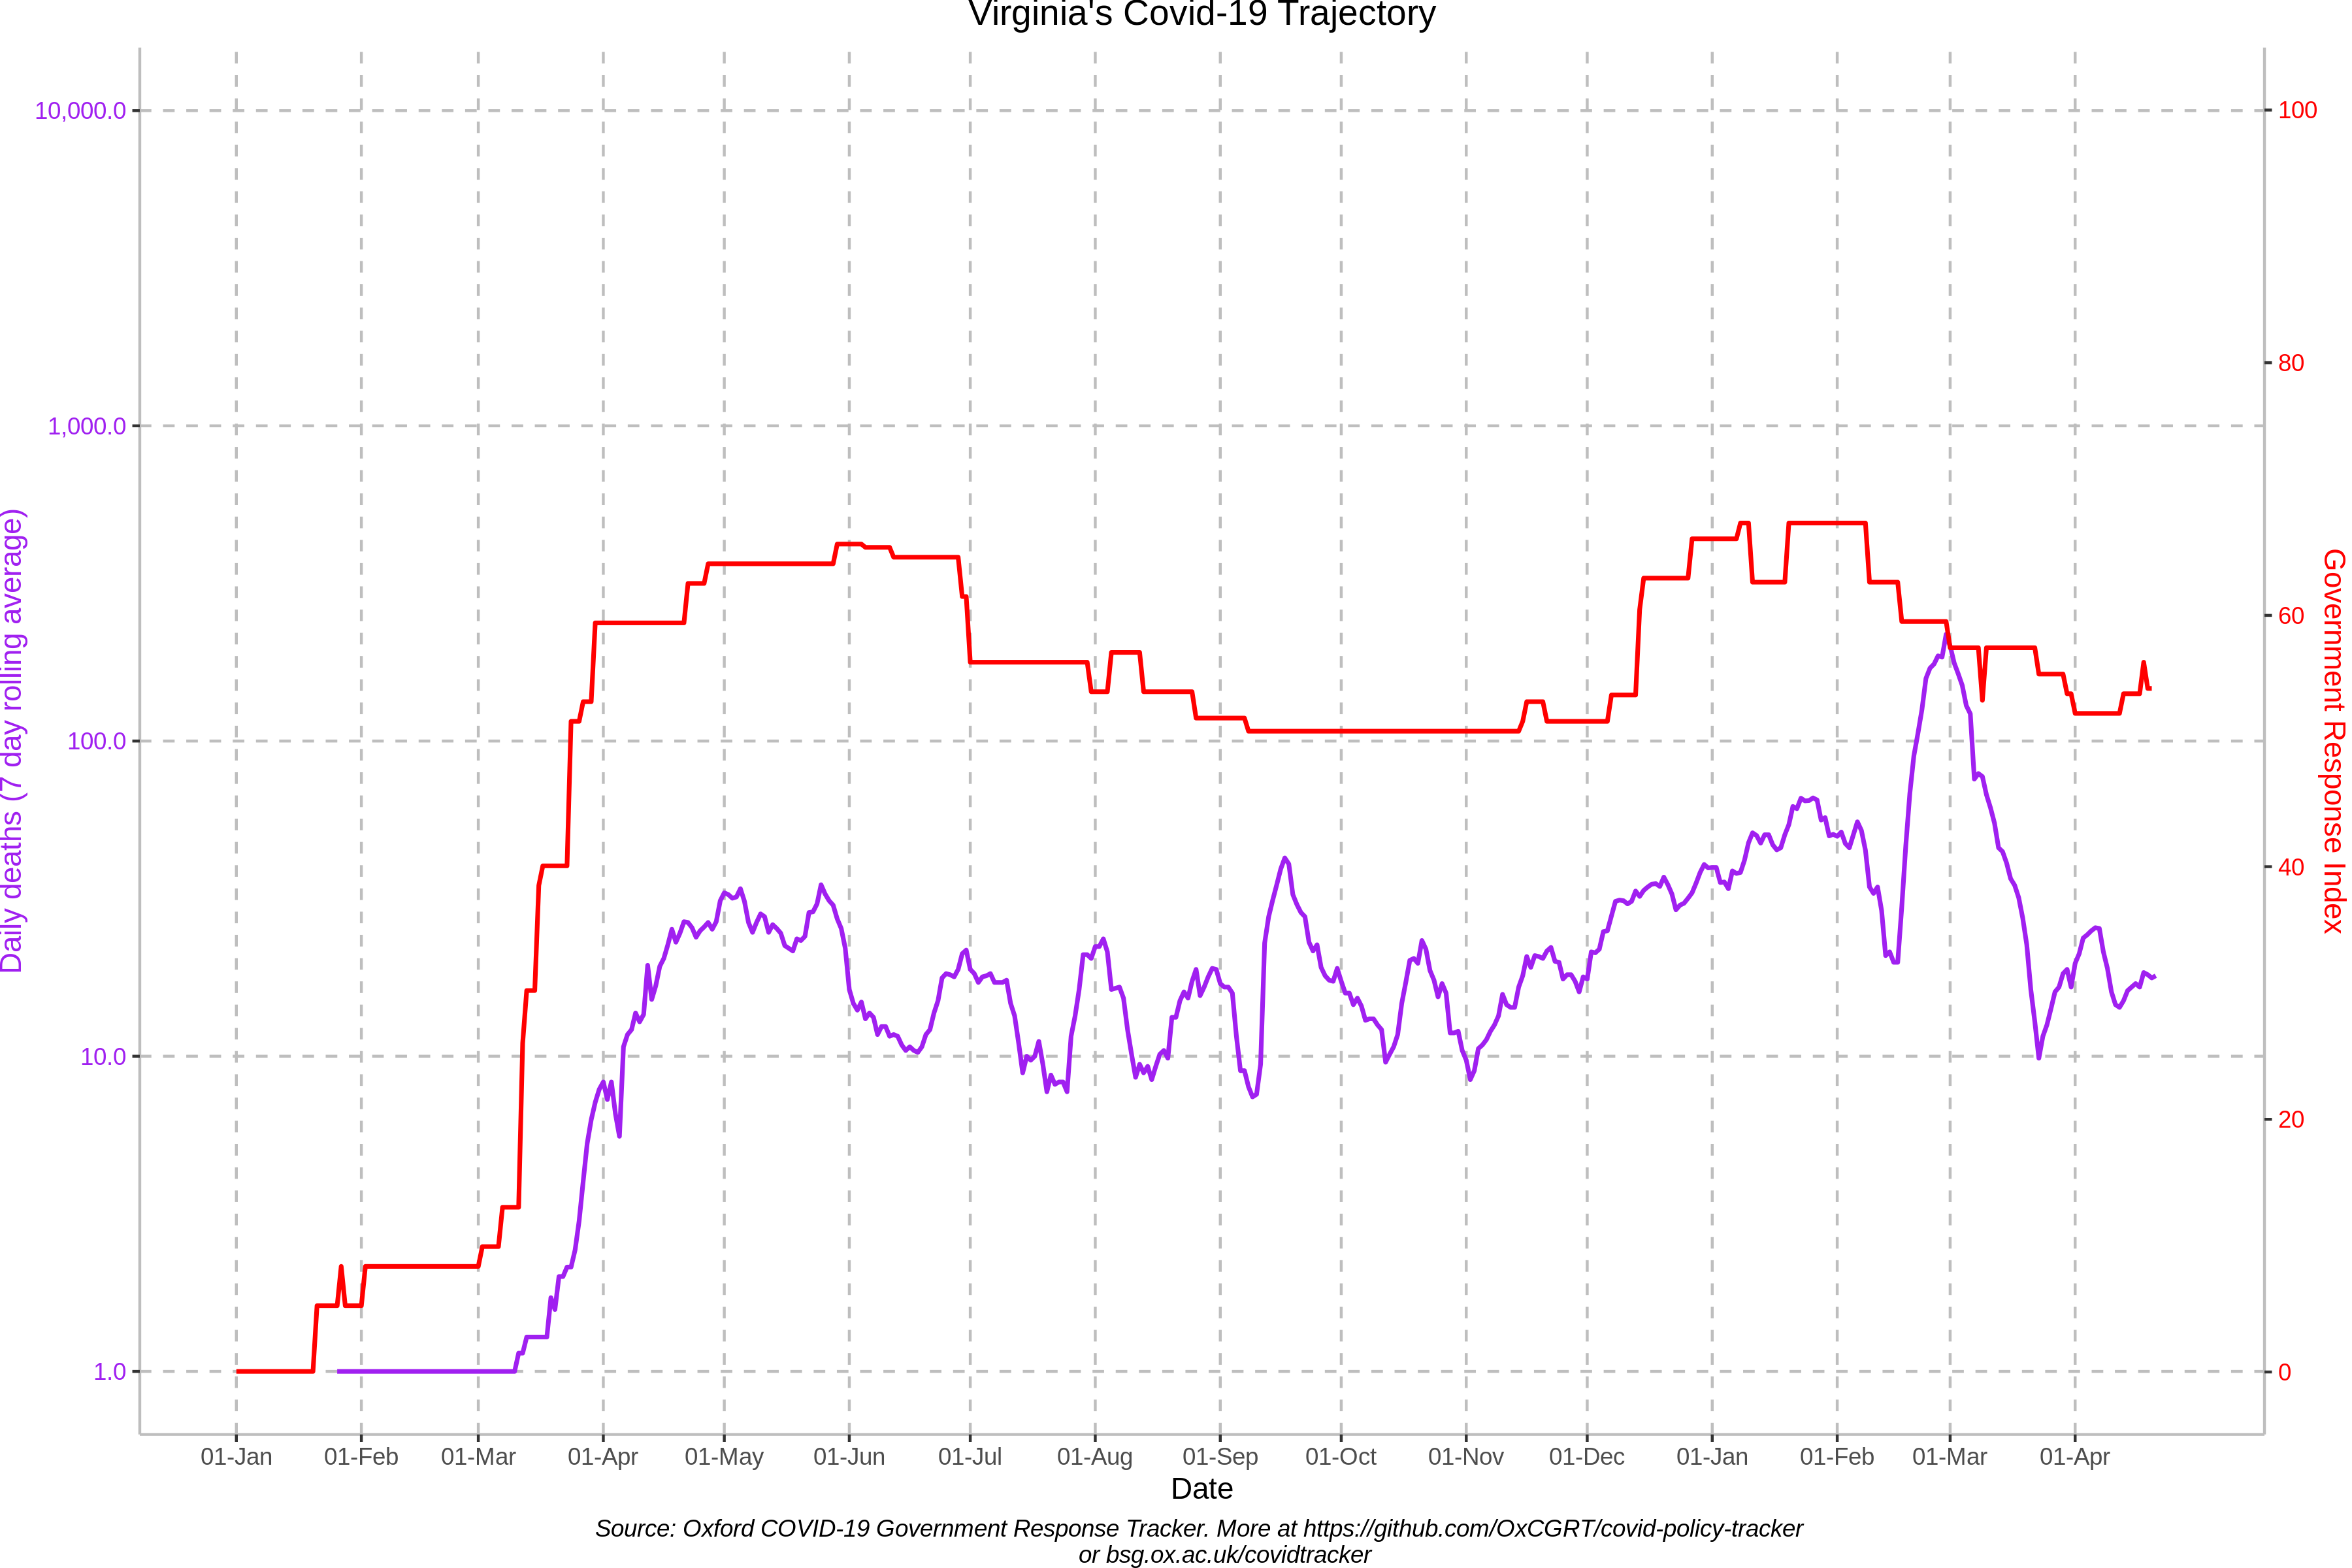 Virginia's Covid-19 Trajectory
10,000.0
1,000.0
100.0
10.0
1.0
Daily deaths (7 day rolling average)
100
80
60
40
20
0
Government Response Index
01-Jan 01-Feb 01-Mar 01-Apr 01-May 01-Jun 01-Jul 01-Aug 01-Sep 01-Oct 01-Nov 01-Dec 01-Jan 01-Feb 01-Mar 01-Apr
Date
Source: Oxford COVID-19 Government Response Tracker. More at https://github.com/OxCGRT/covid-policy-tracker
or bsg.ox.ac.uk/covidtracker